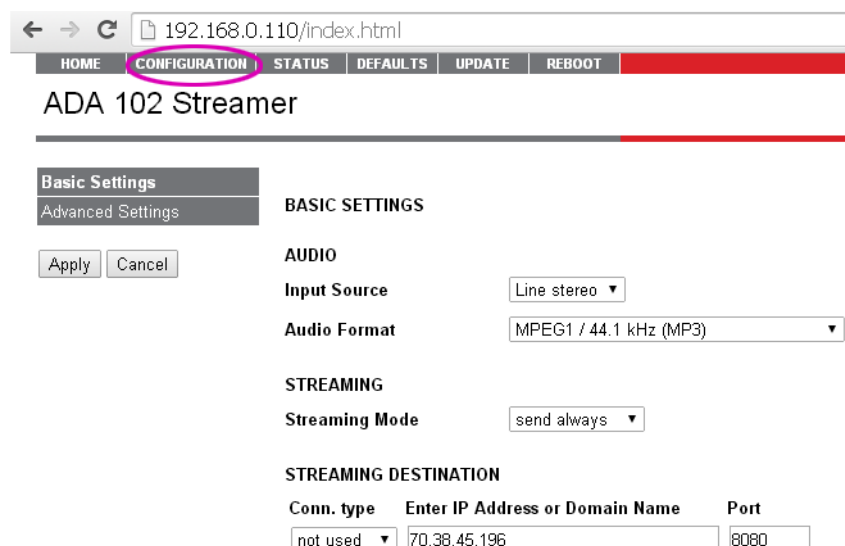 192.168.0.110/index.html
HOME CONFIGURATION STATUS DEFAULTS UPDATE REBOOT
ADA 102 Streamer
Basic Settings
Advanced Settings
Apply Cancel
BASIC SETTINGS
AUDIO
Input Source Line stereo
Audio Format MPEG1 / 44.1 kHz (MP3)
STREAMING
Streaming Mode send always
STREAMING DESTINATION
Conn. type Enter IP Address or Domain Name Port
not used 70.38.45.196 8080